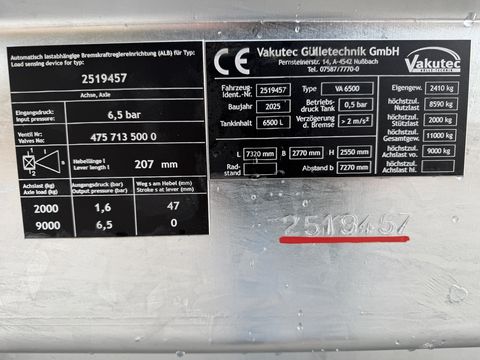 Automatisch lastabhängige Bremskraftreglereinrichtung (ALB) für Typ:
Load sensing device for typ:
2519457
Achse, Axle
Eingangsdruck: 6,5 bar
Input pressure:
Ventil Nr: 475 713 500 0
Valves No:
Hebellänge l 207 mm
Lever length l
Achslast (kg) Ausgangsdruck (bar) Weg s am Hebel (mm)
Axle load (kg) Output pressure (bar) Stroke s at lever (mm)
2000 1,6 47
9000 6,5 0
CE Vakutec Gülletechnik GmbH
Pernsteinerstr. 14, A-4542 Nußbach
Tel. 07587/7770-0
Vakutec
GÜLLE-TECHNIK
Fahrzeug-Ident.-Nr. 2519457 Type VA 6500 Eigengew. 2410 kg
Baujahr 2025 Betriebs-druck Tank 0,5 bar höchstzul. Nutzlast 8590 kg
Tankinhalt 6500 L Verzögerung d. Bremse > 2 m/s² höchstzul. Stützlast 2000 kg
höchstzul. Gesamtgew. 11000 kg
L 7320 mm B 2770 mm H 2550 mm höchstzul. Achslast vo. 9000 kg
Rad-stand Abstand b 7270 mm höchstzul. Achslast hi.
2519457